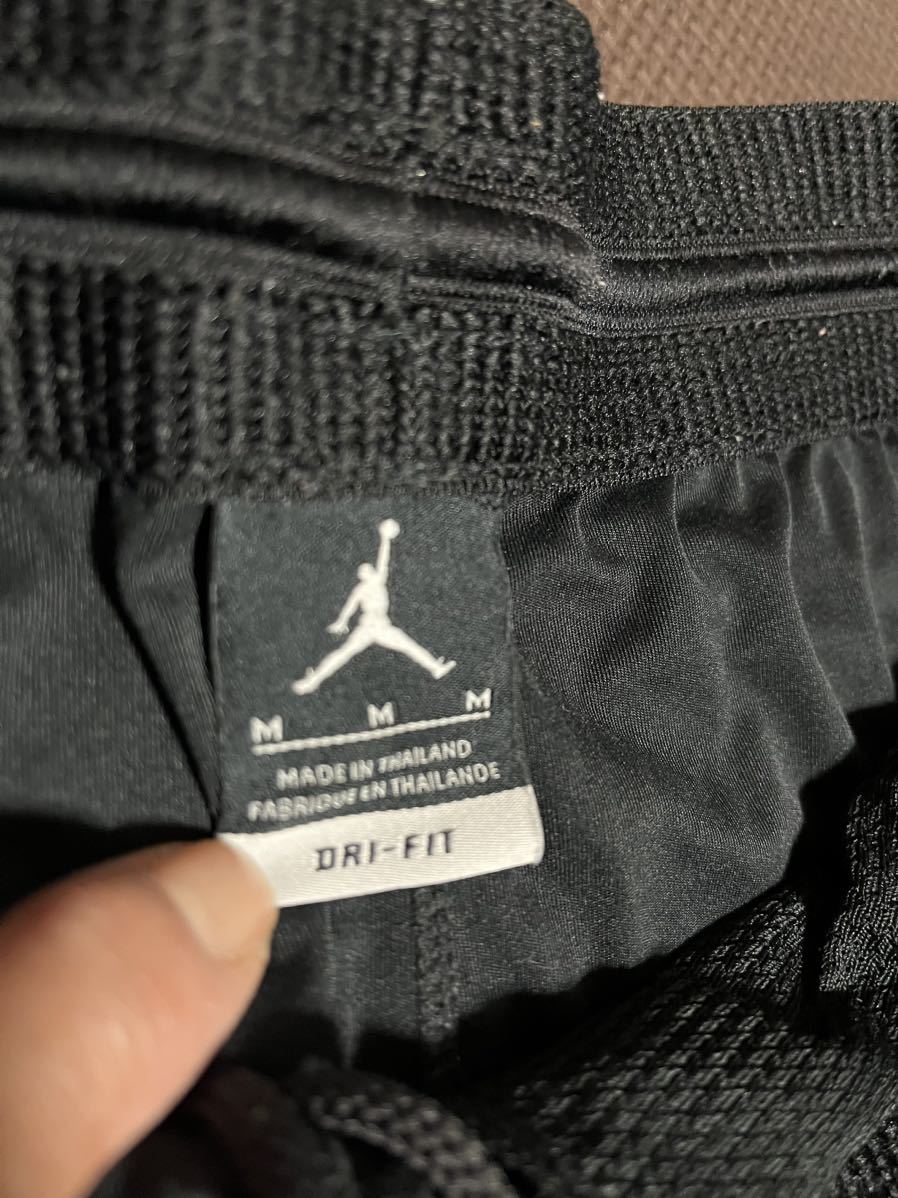 M M M
MADE IN THAILAND
FABRIQUE EN THAILANDE
DRI-FIT